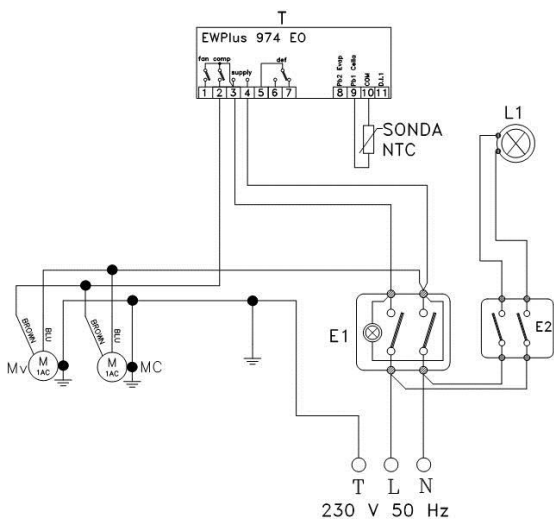 T
EWPlus 974 EO
fan comp
supply
def
Pb2 Evap
Pb1 Cella
COM
D.I.1
1 2 3 4 5 6 7 8 9 10 11
SONDA
NTC
L1
BROWN
BLU
BROWN
BLU
E1
E2
Mv
M
1AC
M
1AC
MC
T L N
230 V 50 Hz